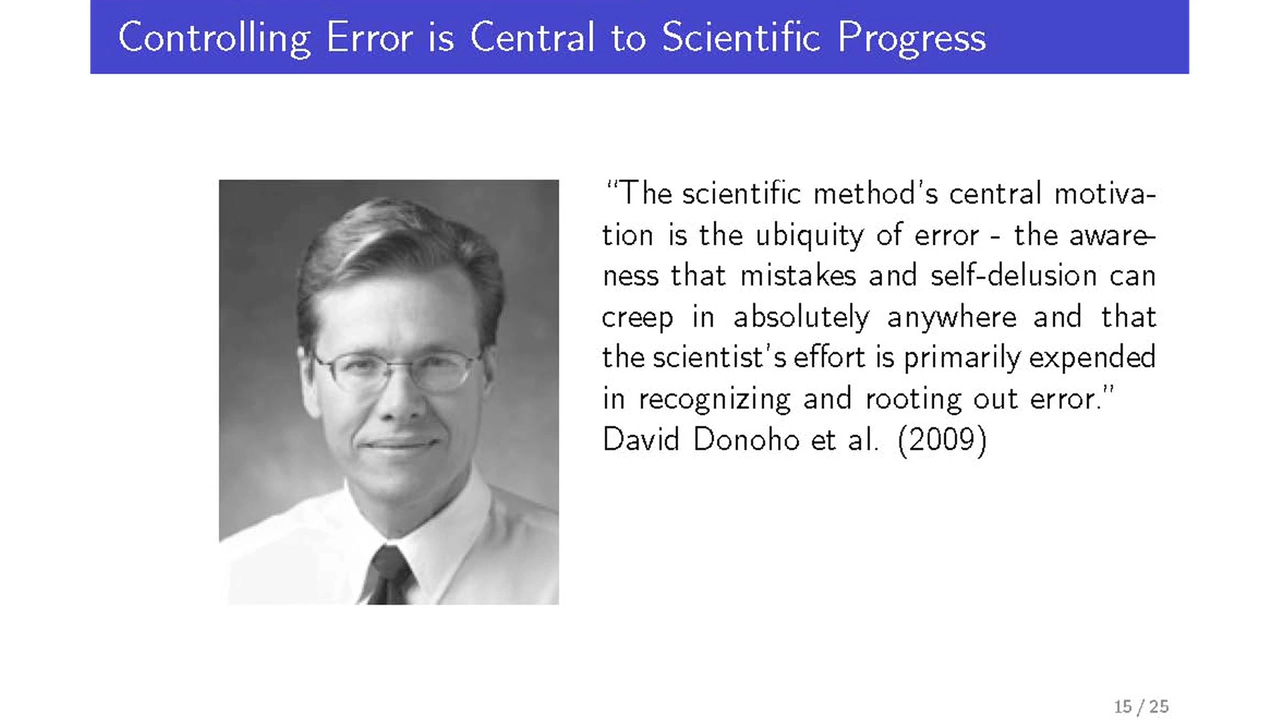 Controlling Error is Central to Scientific Progress
“The scientific method's central motiva-
tion is the ubiquity of error - the aware-
ness that mistakes and self-delusion can
creep in absolutely anywhere and that
the scientist's effort is primarily expended
in recognizing and rooting out error.”
David Donoho et al. (2009)
15 / 25